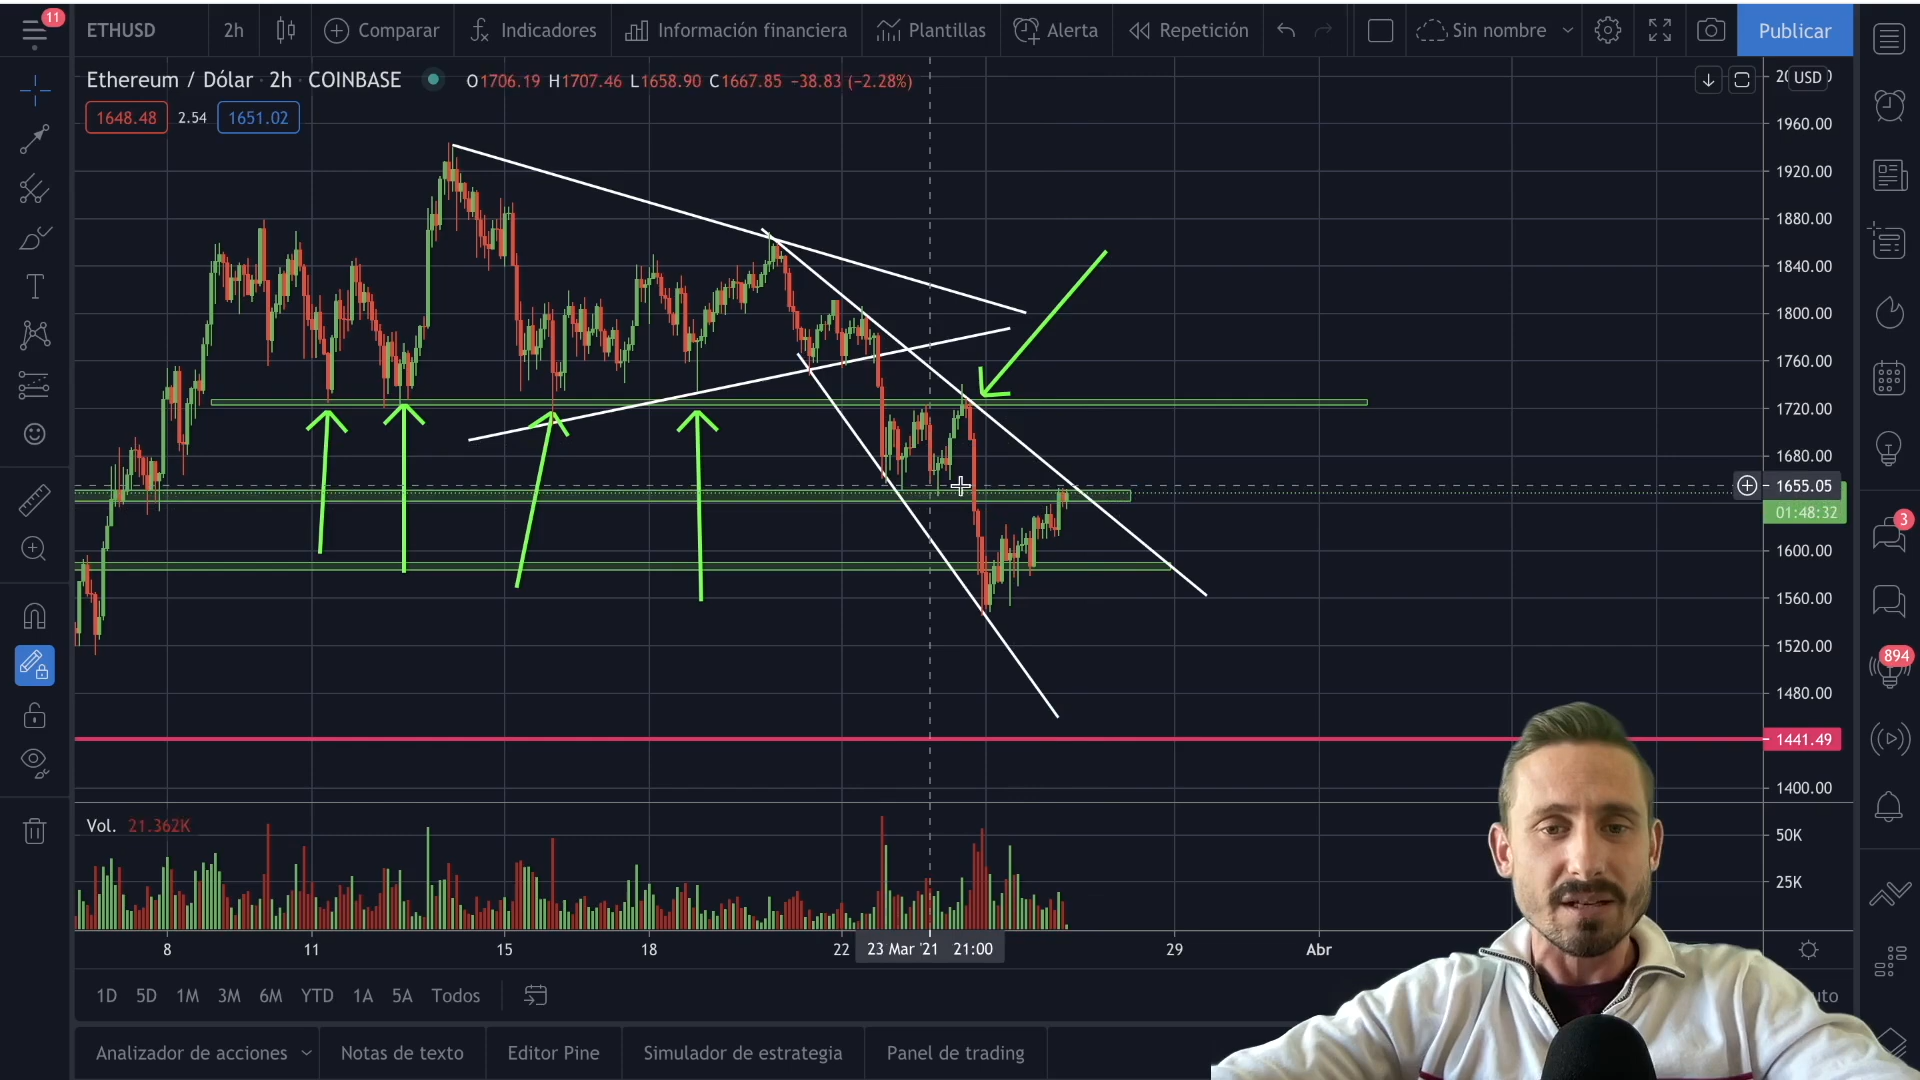 11
ETHUSD 2h Comparar Indicadores Información financiera Plantillas Alerta Repetición Sin nombre Publicar
Ethereum / Dólar · 2h · COINBASE O1706.19 H1707.46 L1658.90 C1667.85 −38.83 (−2.28%)
1648.48 2.54 1651.02
USD
1960.00
1920.00
1880.00
1840.00
1800.00
1760.00
1720.00
1680.00
1655.05
01:48:32
1600.00
1560.00
1520.00
1480.00
1441.49
1400.00
3
894
Vol. 21.362K
50K
25K
8 11 15 18 22 23 Mar '21 21:00 29 Abr
1D 5D 1M 3M 6M YTD 1A 5A Todos
Analizador de acciones Notas de texto Editor Pine Simulador de estrategia Panel de trading